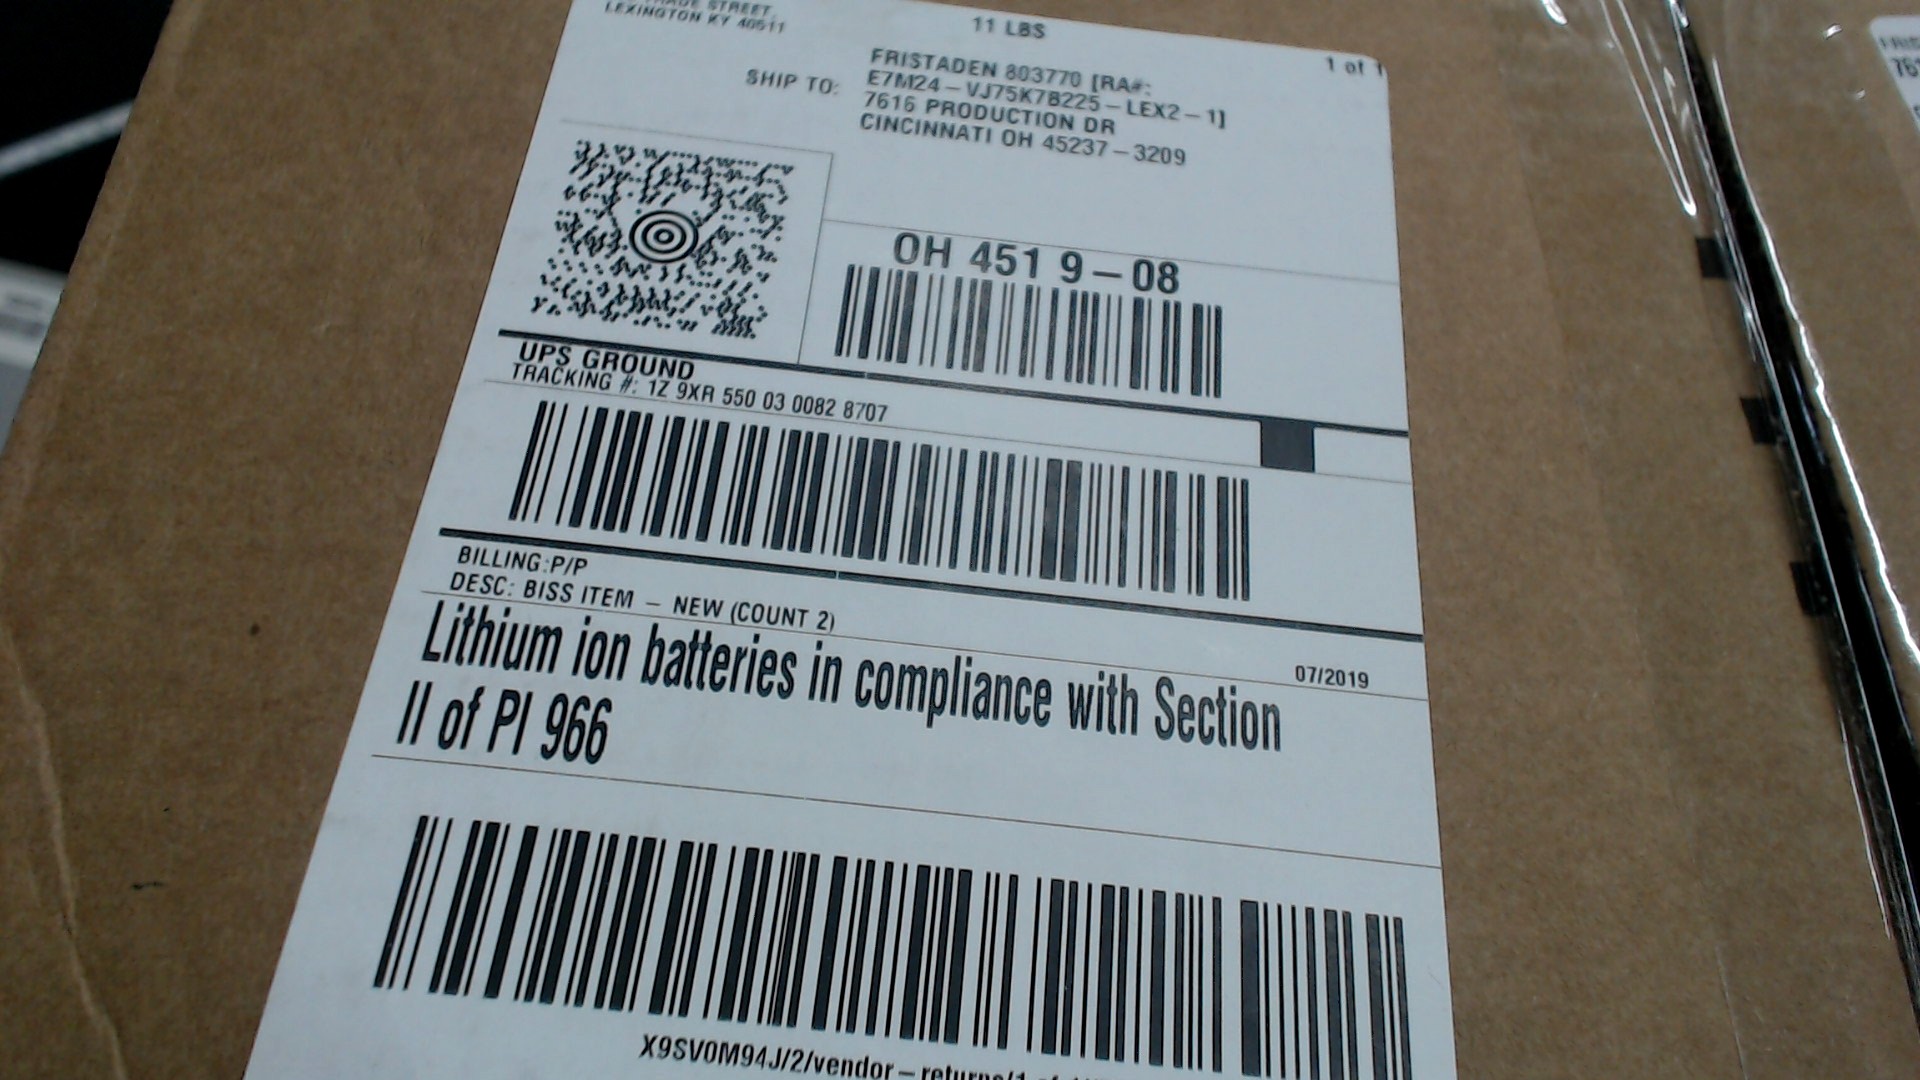 TRADE STREET
LEXINGTON KY 40511
11 LBS
1 of 1
SHIP TO:
FRISTADEN 803770 [RA#:
E7M24-VJ75K7B225-LEX2-1]
7616 PRODUCTION DR
CINCINNATI OH 45237-3209
OH 451 9-08
UPS GROUND
TRACKING #: 1Z 9XR 550 03 0082 8707
BILLING:P/P
DESC: BISS ITEM - NEW (COUNT 2)
07/2019
Lithium ion batteries in compliance with Section
II of PI 966
X9SV0M94J/2/vendor-returns/1